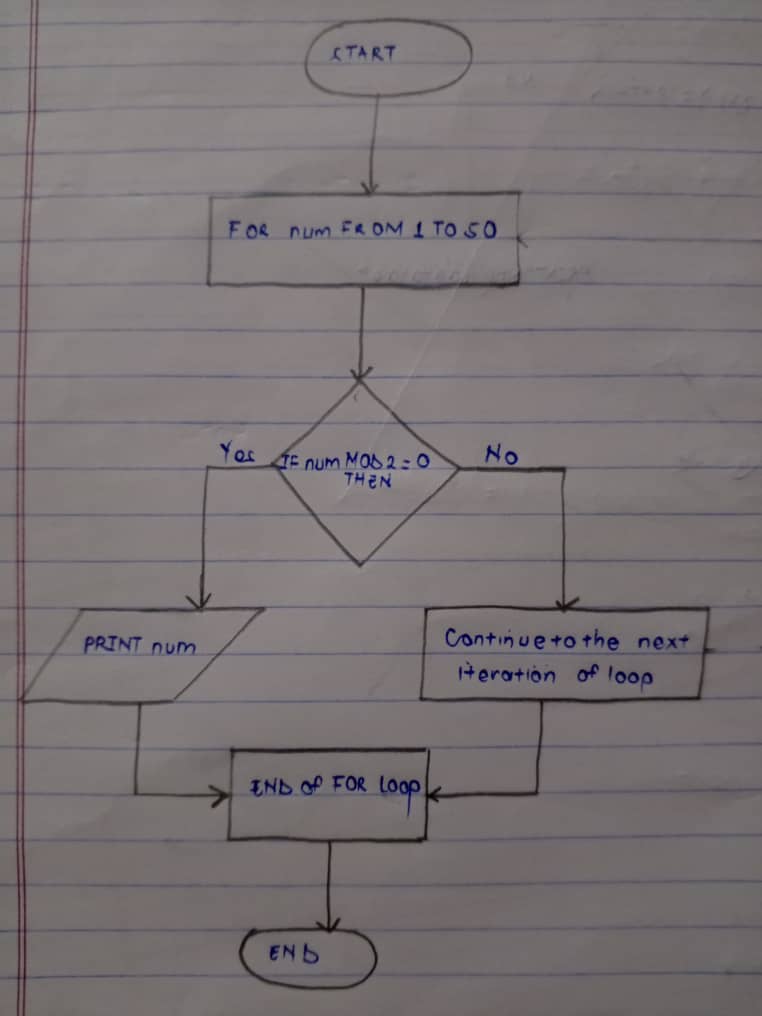 START
FOR num FROM 1 TO 50
Yes
IF num MOD 2 = 0
THEN
No
PRINT num
Continue to the next
iteration of loop
END of FOR Loop
END